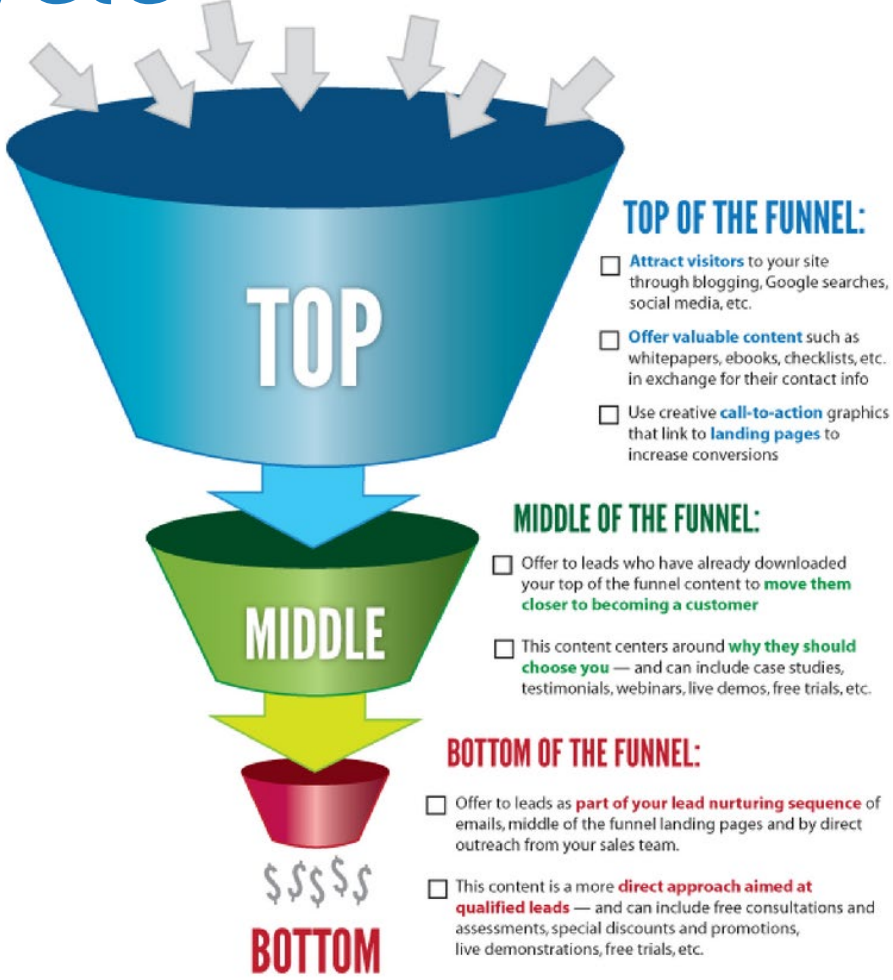 TOP
TOP OF THE FUNNEL:
Attract visitors to your site
through blogging, Google searches,
social media, etc.
Offer valuable content such as
whitepapers, ebooks, checklists, etc.
in exchange for their contact info
Use creative call-to-action graphics
that link to landing pages to
increase conversions
MIDDLE
MIDDLE OF THE FUNNEL:
Offer to leads who have already downloaded
your top of the funnel content to move them
closer to becoming a customer
This content centers around why they should
choose you — and can include case studies,
testimonials, webinars, live demos, free trials, etc.
BOTTOM OF THE FUNNEL:
Offer to leads as part of your lead nurturing sequence of
emails, middle of the funnel landing pages and by direct
outreach from your sales team.
This content is a more direct approach aimed at
qualified leads — and can include free consultations and
assessments, special discounts and promotions,
live demonstrations, free trials, etc.
$$$$$
BOTTOM